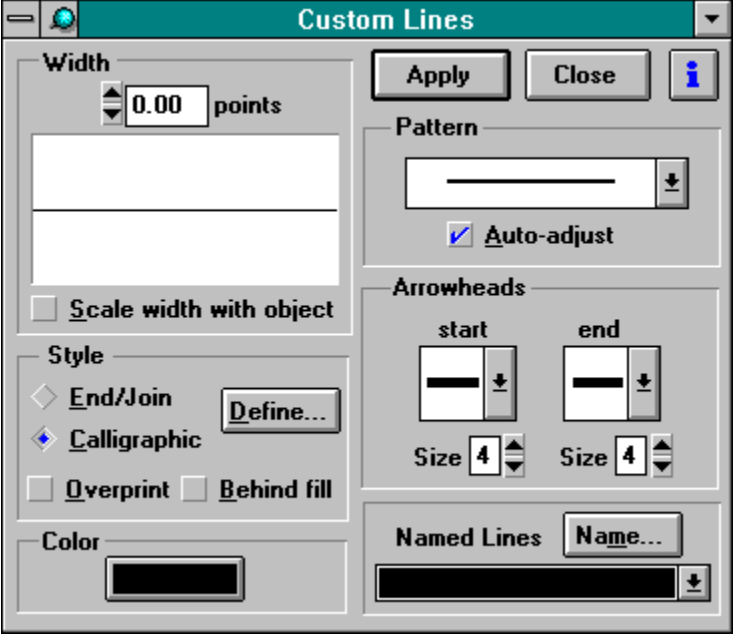 Custom Lines
Width
0.00 points
Scale width with object
Style
End/Join
Calligraphic
Define...
Overprint Behind fill
Color
Apply Close i
Pattern
Auto-adjust
Arrowheads
start end
Size 4 Size 4
Named Lines Name...